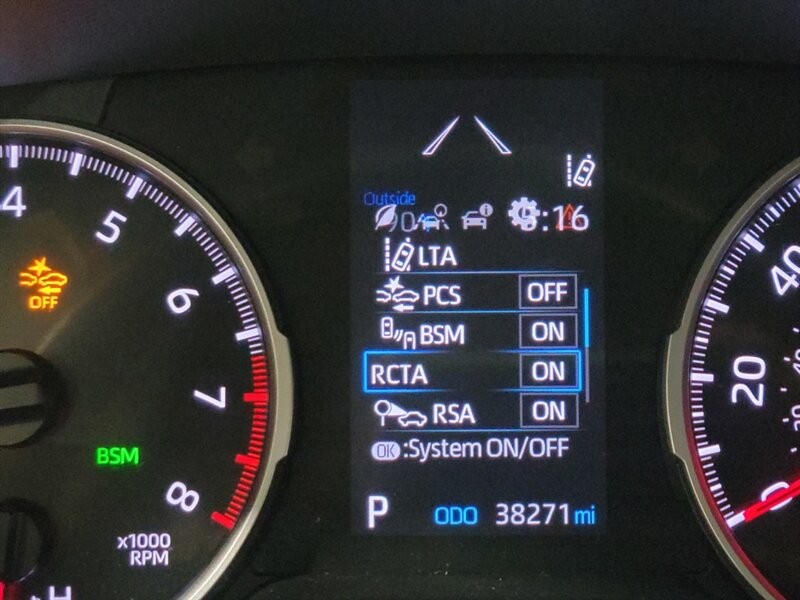 4
5
6
7
8
x1000
RPM
OFF
BSM
H
Outside
:16
LTA
PCS OFF
BSM ON
RCTA ON
RSA ON
OK :System ON/OFF
P ODO 38271 mi
40
20
0